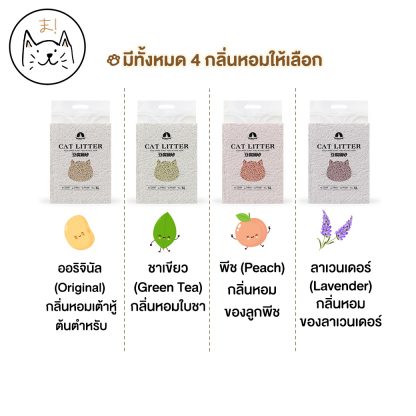 ま!
มีทั้งหมด 4 กลิ่นหอมให้เลือก
CAT LITTER
CAT LITTER
CAT LITTER
CAT LITTER
6L
6L
6L
6L
ออริจินัล
(Original)
กลิ่นหอมเต้าหู้
ต้นตำหรับ
ชาเขียว
(Green Tea)
กลิ่นหอมใบชา
พีช (Peach)
กลิ่นหอม
ของลูกพีช
ลาเวนเดอร์
(Lavender)
กลิ่นหอม
ของลาเวนเดอร์